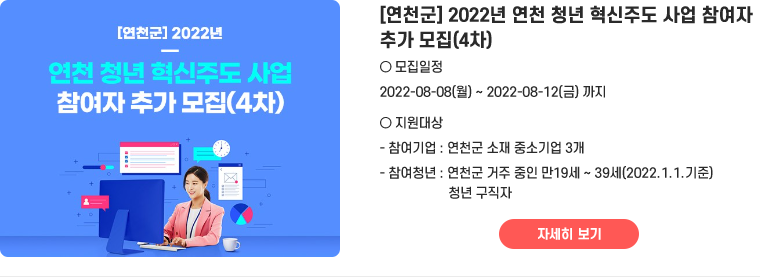 [연천군] 2022년
연천 청년 혁신주도 사업
참여자 추가 모집(4차)
[연천군] 2022년 연천 청년 혁신주도 사업 참여자
추가 모집(4차)
○ 모집일정
2022-08-08(월) ~ 2022-08-12(금) 까지
○ 지원대상
- 참여기업 : 연천군 소재 중소기업 3개
- 참여청년 : 연천군 거주 중인 만19세 ~ 39세(2022.1.1.기준)
청년 구직자
자세히 보기